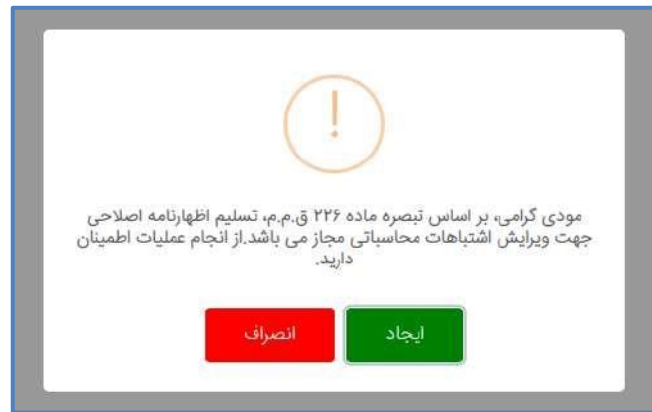 !
مودی گرامی، بر اساس تبصره ماده ۲۲۶ ق.م.م، تسلیم اظهارنامه اصلاحی
جهت ویرایش اشتباهات محاسباتی مجاز می باشد.از انجام عملیات اطمینان
دارید.
ایجاد
انصراف